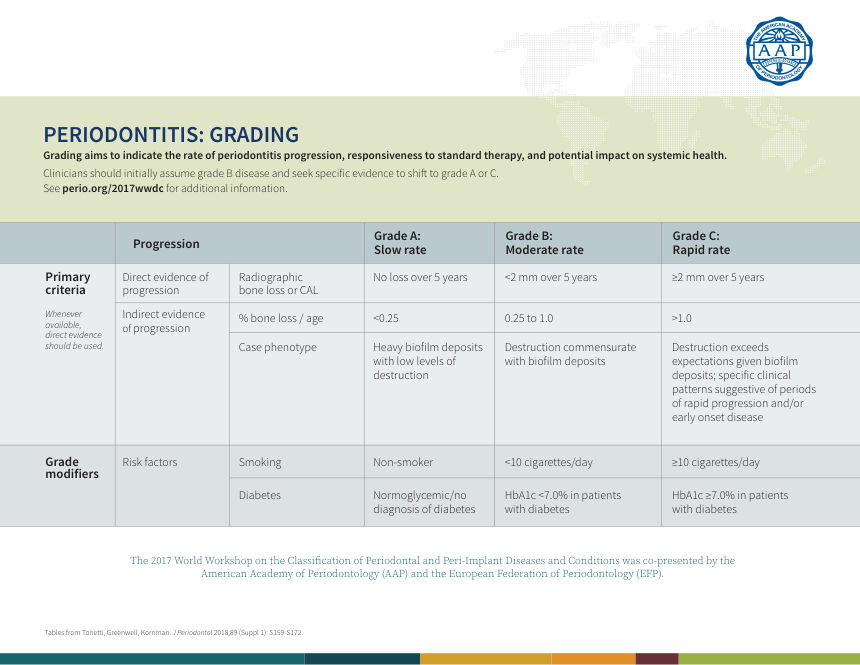 THE AMERICAN ACADEMY
AAP
OF PERIODONTOLOGY
PERIODONTITIS: GRADING
Grading aims to indicate the rate of periodontitis progression, responsiveness to standard therapy, and potential impact on systemic health.
Clinicians should initially assume grade B disease and seek specific evidence to shift to grade A or C.
See perio.org/2017wwdc for additional information.
Progression
Grade A:
Slow rate
Grade B:
Moderate rate
Grade C:
Rapid rate
Primary
criteria
Whenever
available,
direct evidence
should be used.
Direct evidence of
progression
Radiographic
bone loss or CAL
No loss over 5 years
<2 mm over 5 years
≥2 mm over 5 years
Indirect evidence
of progression
% bone loss / age
<0.25
0.25 to 1.0
>1.0
Case phenotype
Heavy biofilm deposits
with low levels of
destruction
Destruction commensurate
with biofilm deposits
Destruction exceeds
expectations given biofilm
deposits; specific clinical
patterns suggestive of periods
of rapid progression and/or
early onset disease
Grade
modifiers
Risk factors
Smoking
Non-smoker
<10 cigarettes/day
≥10 cigarettes/day
Diabetes
Normoglycemic/no
diagnosis of diabetes
HbA1c <7.0% in patients
with diabetes
HbA1c ≥7.0% in patients
with diabetes
The 2017 World Workshop on the Classification of Periodontal and Peri-Implant Diseases and Conditions was co-presented by the
American Academy of Periodontology (AAP) and the European Federation of Periodontology (EFP).
Tables from Tonetti, Greenwell, Kornman. J Periodontol 2018;89 (Suppl 1): S159-S172.